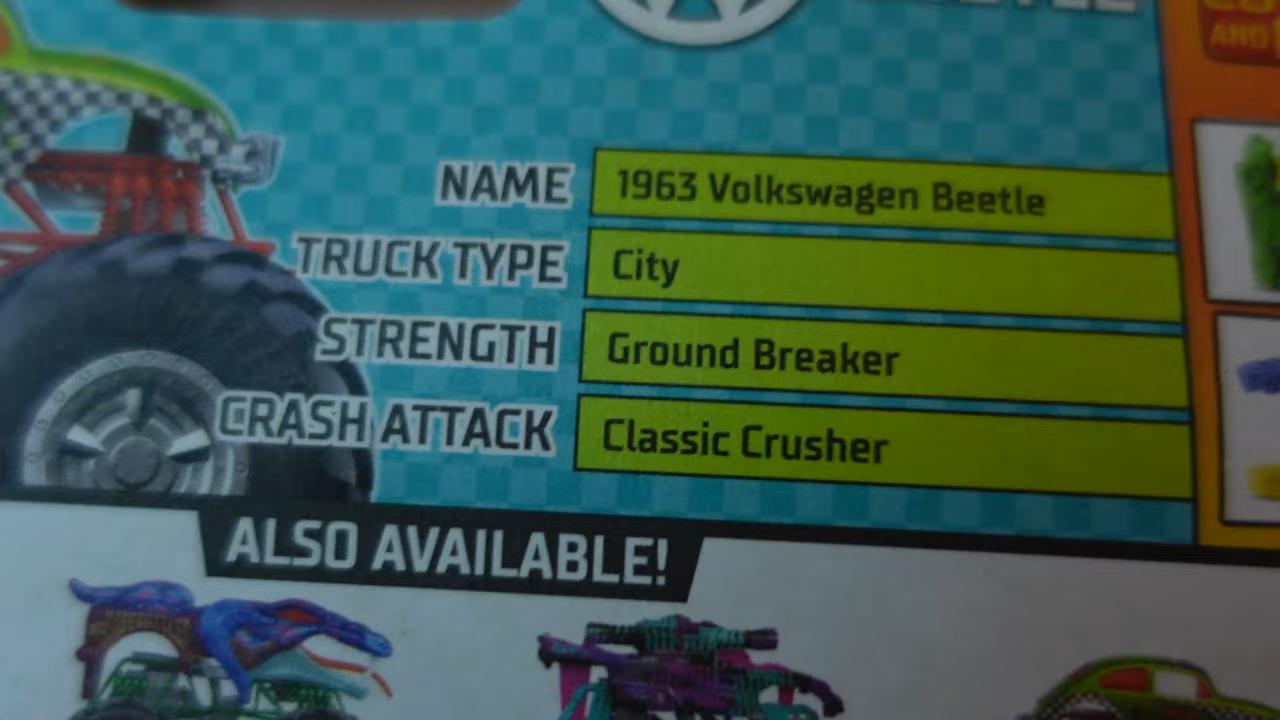 NAME 1963 Volkswagen Beetle
TRUCK TYPE City
STRENGTH Ground Breaker
CRASH ATTACK Classic Crusher
ALSO AVAILABLE!